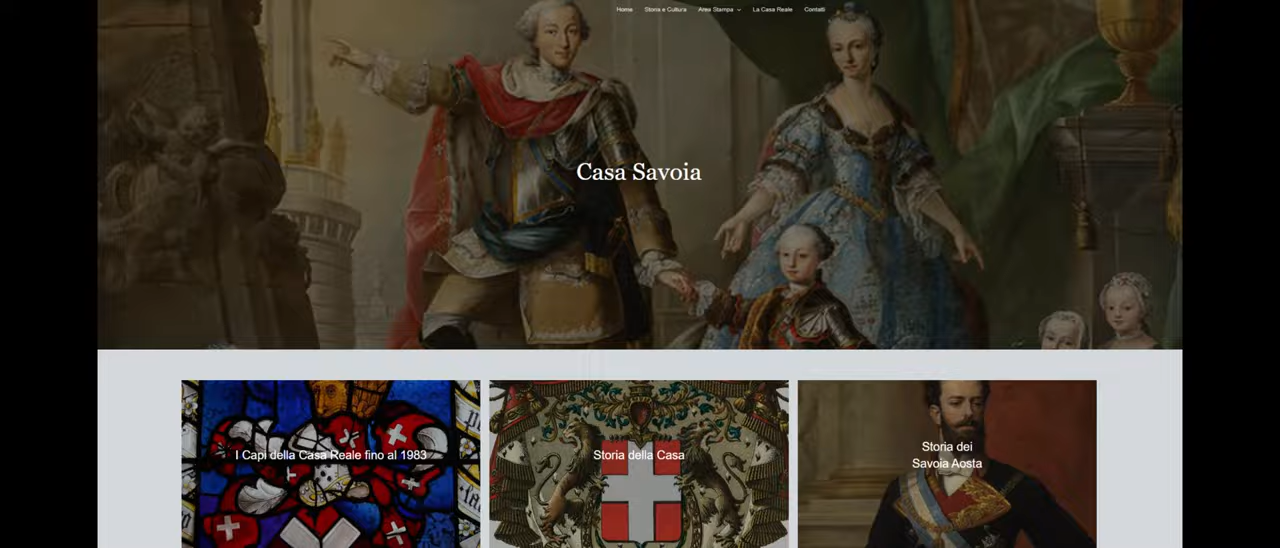 Home Storia e Cultura Area Stampa La Casa Reale Contatti
Casa Savoia
I Capi della Casa Reale fino al 1983
Storia della Casa
Storia dei
Savoia Aosta